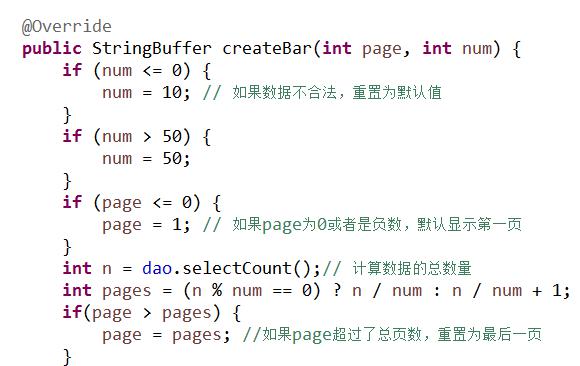 @Override
public StringBuffer createBar(int page, int num) {
    if (num <= 0) {
        num = 10; // 如果数据不合法，重置为默认值
    }
    if (num > 50) {
        num = 50;
    }
    if (page <= 0) {
        page = 1; // 如果page为0或者是负数，默认显示第一页
    }
    int n = dao.selectCount();// 计算数据的总数量
    int pages = (n % num == 0) ? n / num : n / num + 1;
    if(page > pages) {
        page = pages; //如果page超过了总页数，重置为最后一页
    }